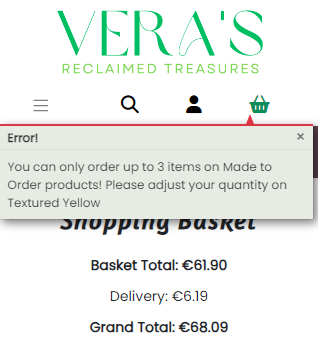 VERA'S
RECLAIMED TREASURES
Error!
×
You can only order up to 3 items on Made to
Order products! Please adjust your quantity on
Textured Yellow
Shopping Basket
Basket Total: €61.90
Delivery: €6.19
Grand Total: €68.09